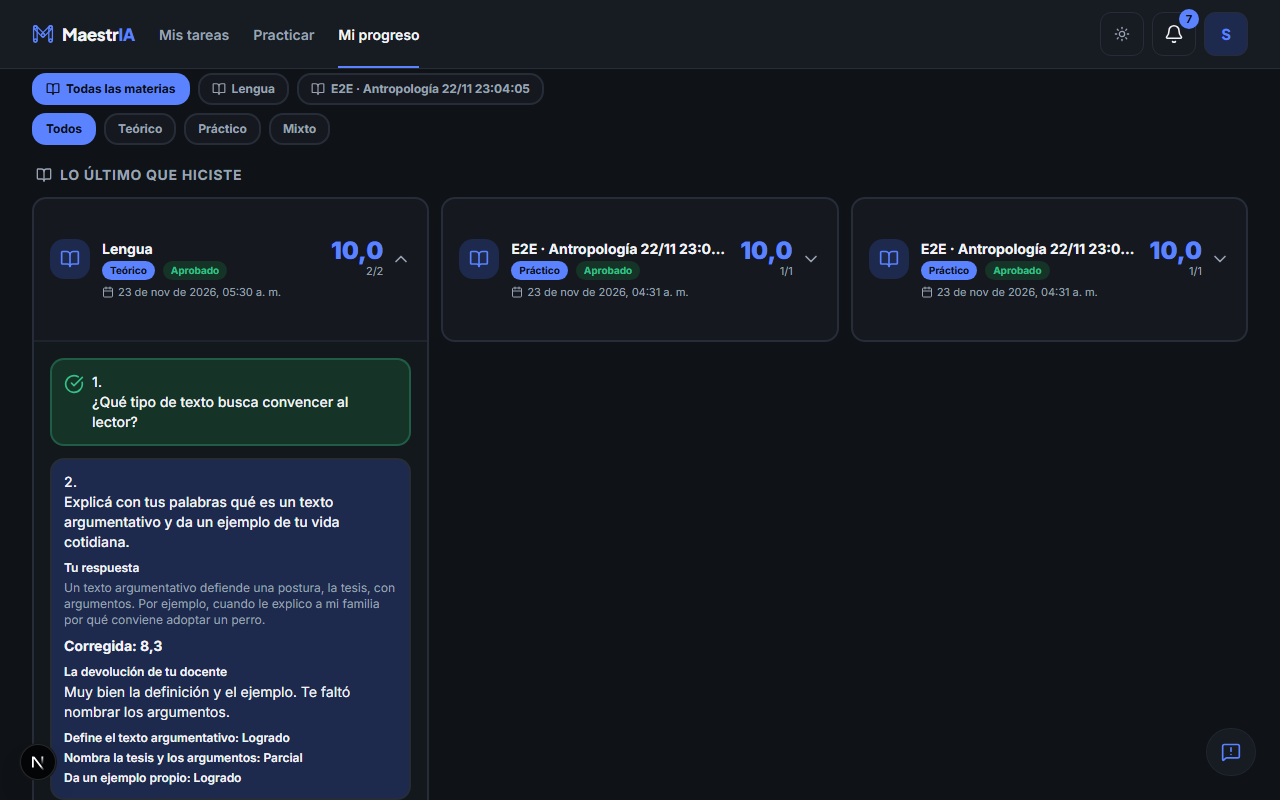 MaestrIA Mis tareas Practicar Mi progreso 7 S
Todas las materias Lengua E2E · Antropología 22/11 23:04:05
Todos Teórico Práctico Mixto
LO ÚLTIMO QUE HICISTE
Lengua 10,0
Teórico Aprobado 2/2
23 de nov de 2026, 05:30 a. m.
E2E · Antropología 22/11 23:0... 10,0
Práctico Aprobado 1/1
23 de nov de 2026, 04:31 a. m.
E2E · Antropología 22/11 23:0... 10,0
Práctico Aprobado 1/1
23 de nov de 2026, 04:31 a. m.
1.
¿Qué tipo de texto busca convencer al
lector?
2.
Explicá con tus palabras qué es un texto
argumentativo y da un ejemplo de tu vida
cotidiana.
Tu respuesta
Un texto argumentativo defiende una postura, la tesis, con
argumentos. Por ejemplo, cuando le explico a mi familia
por qué conviene adoptar un perro.
Corregida: 8,3
La devolución de tu docente
Muy bien la definición y el ejemplo. Te faltó
nombrar los argumentos.
Define el texto argumentativo: Logrado
Nombra la tesis y los argumentos: Parcial
Da un ejemplo propio: Logrado
N